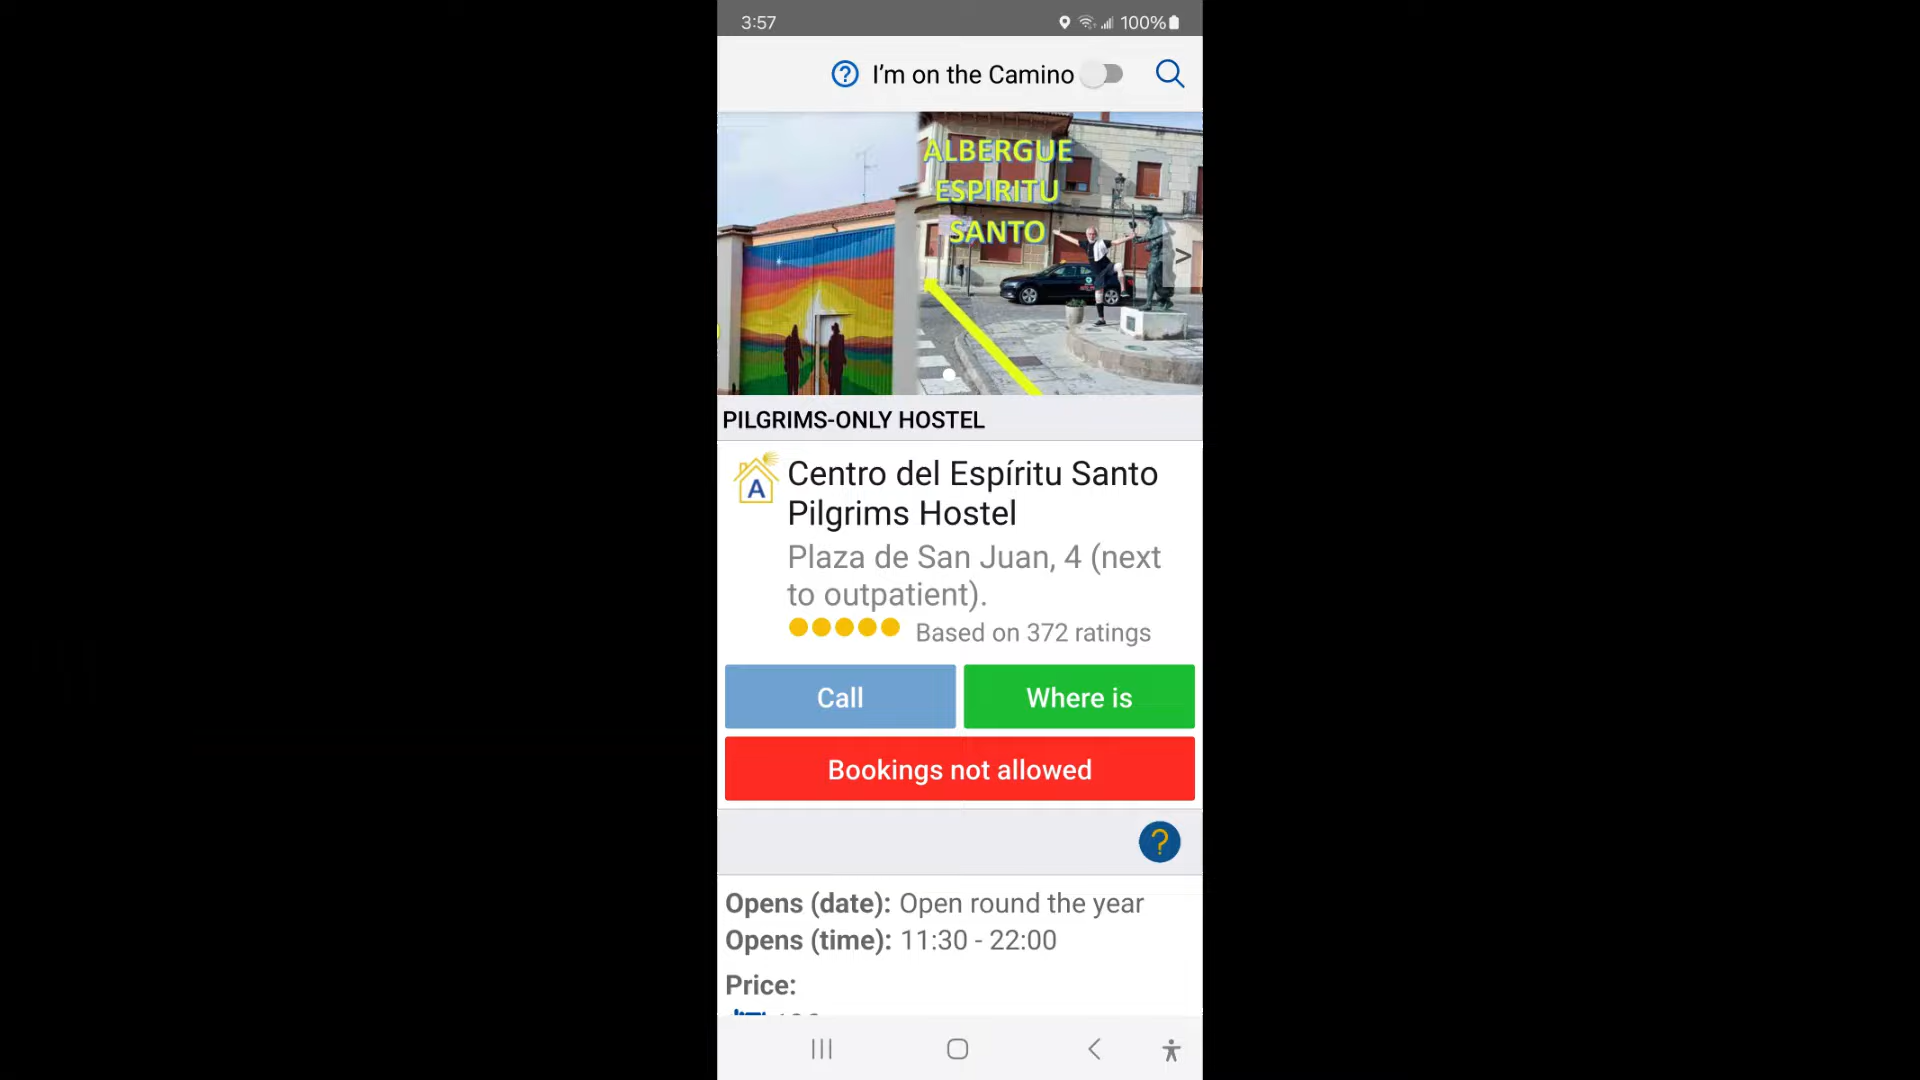 3:57
100%
I’m on the Camino
ALBERGUE
ESPIRITU
SANTO
PILGRIMS-ONLY HOSTEL
A
Centro del Espíritu Santo
Pilgrims Hostel
Plaza de San Juan, 4 (next
to outpatient).
Based on 372 ratings
Call
Where is
Bookings not allowed
Opens (date): Open round the year
Opens (time): 11:30 - 22:00
Price: